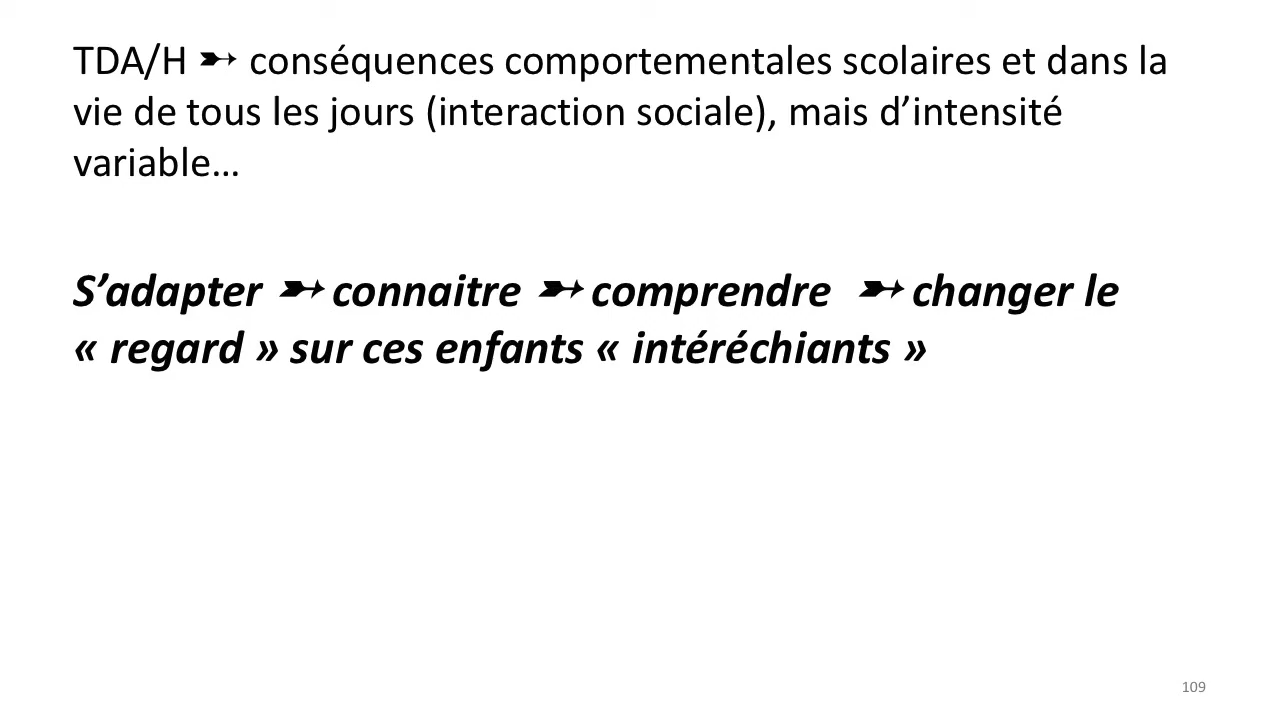 TDA/H ➵ conséquences comportementales scolaires et dans la
vie de tous les jours (interaction sociale), mais d’intensité
variable…
S’adapter ➵ connaitre ➵ comprendre ➵ changer le
« regard » sur ces enfants « intéréchiants »
109